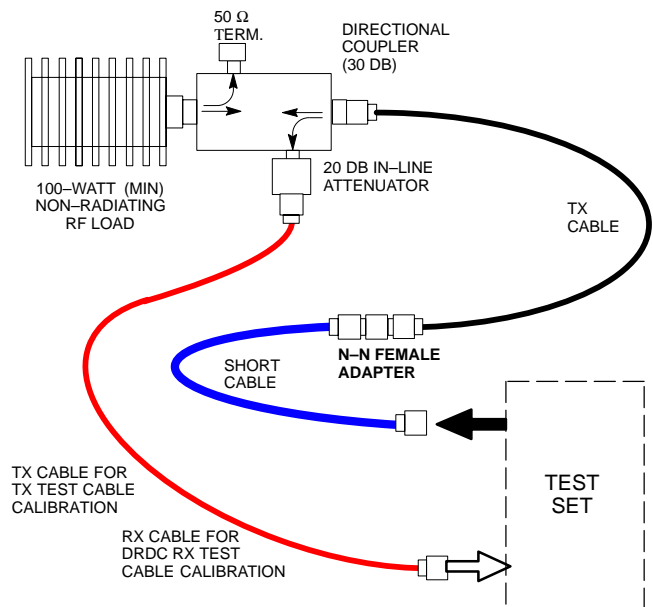 50 Ω
TERM.
DIRECTIONAL
COUPLER
(30 DB)
100–WATT (MIN)
NON–RADIATING
RF LOAD
20 DB IN–LINE
ATTENUATOR
TX
CABLE
N–N FEMALE
ADAPTER
SHORT
CABLE
TEST
SET
TX CABLE FOR
TX TEST CABLE
CALIBRATION
RX CABLE FOR
DRDC RX TEST
CABLE CALIBRATION